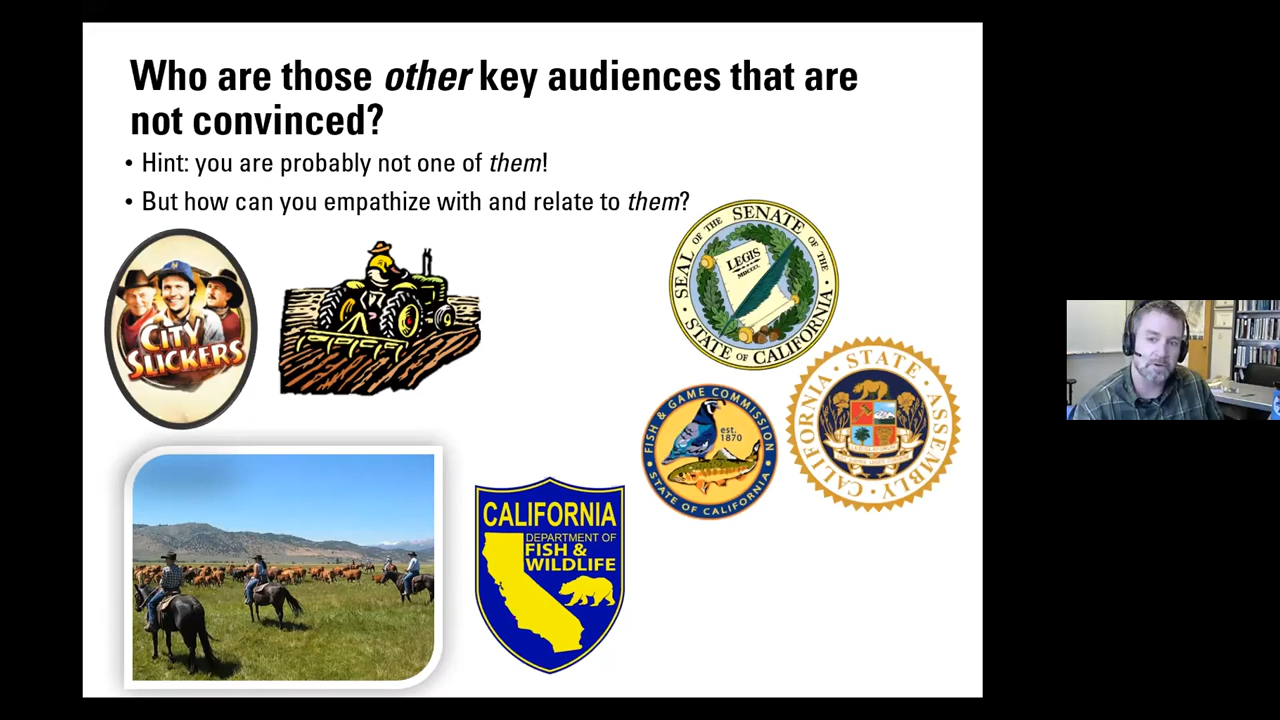 Who are those other key audiences that are
not convinced?
• Hint: you are probably not one of them!
• But how can you empathize with and relate to them?
CITY
SLICKERS
SEAL OF THE SENATE OF THE
STATE OF CALIFORNIA
LEGIS
MDCCCL
FISH & GAME COMMISSION
est.
1870
STATE OF CALIFORNIA
CALIFORNIA STATE ASSEMBLY
CALIFORNIA
DEPARTMENT OF
FISH &
WILDLIFE